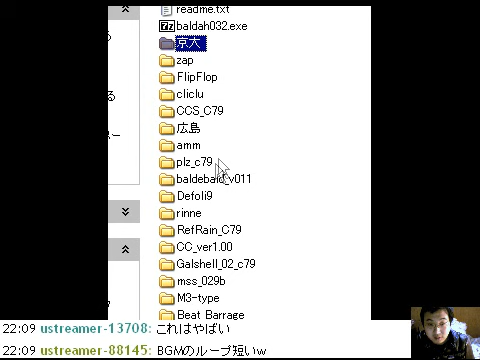 readme.txt
baldah032.exe
京大
zap
FlipFlop
cliclu
CCS_C79
広島
amm
plz_c79
baldebald_v011
Defoli9
rinne
RefRain_C79
CC_ver1.00
Galshell_02_c79
mss_029b
M3-type
Beat Barrage
22:09 ustreamer-13708: これはやばい
22:09 ustreamer-88145: BGMのループ短いw